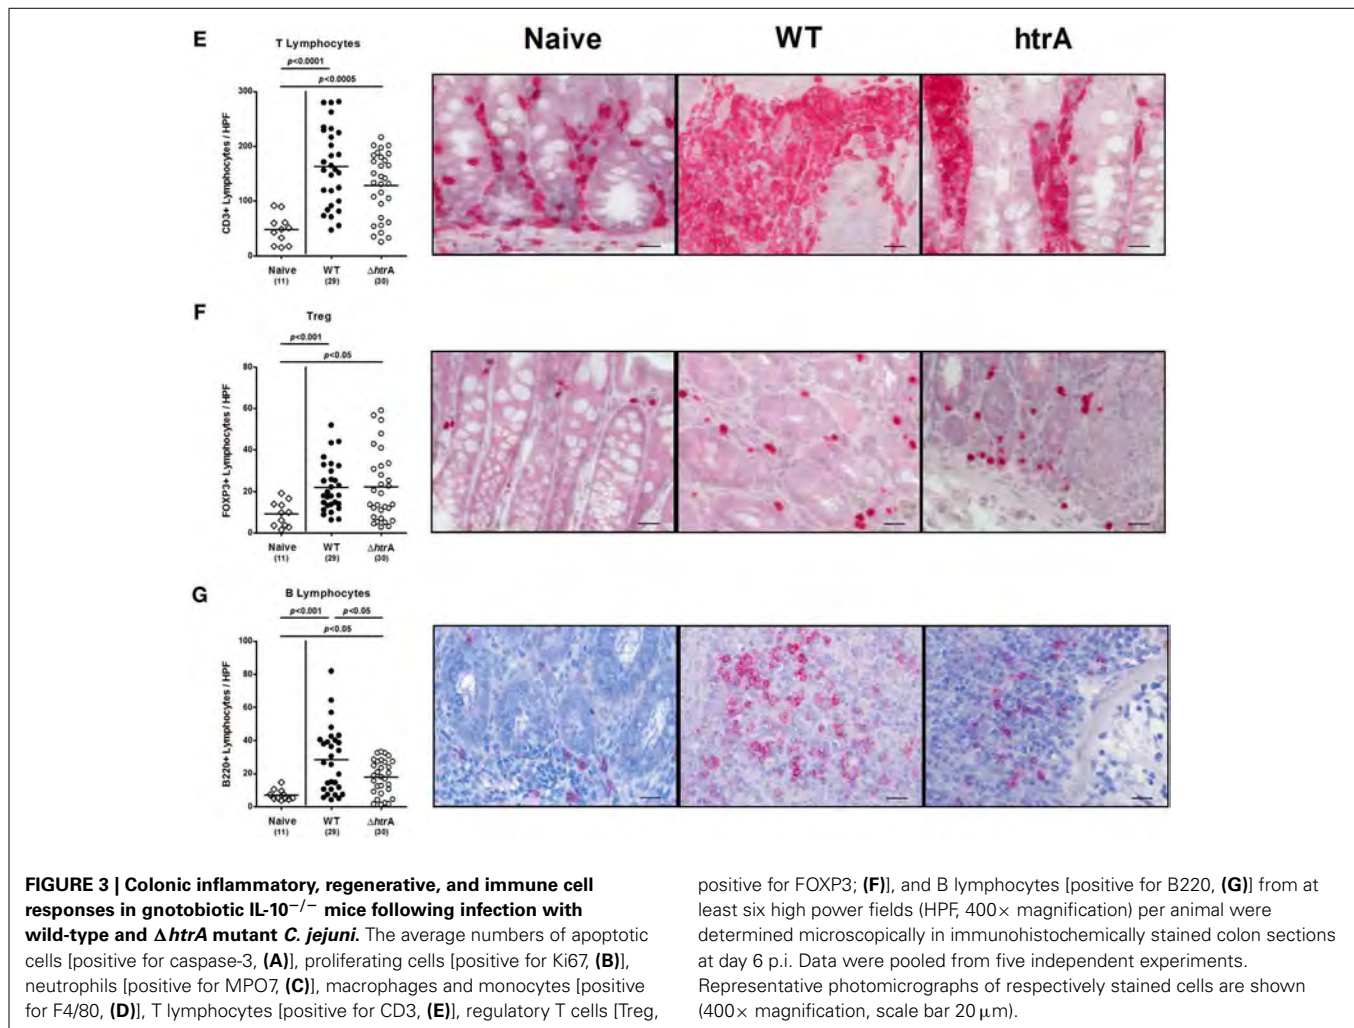 E
T Lymphocytes
p<0.0001
p<0.0005
CD3+ Lymphocytes / HPF
300
200
100
0
Naive
WT
ΔhtrA
(11)
(29)
(30)
Naive
WT
htrA
F
Treg
p<0.001
p<0.05
FOXP3+ Lymphocytes / HPF
80
60
40
20
0
Naive
WT
ΔhtrA
(11)
(29)
(30)
G
B Lymphocytes
p<0.001
p<0.05
p<0.05
B220+ Lymphocytes / HPF
100
80
60
40
20
0
Naive
WT
ΔhtrA
(11)
(29)
(30)
FIGURE 3 | Colonic inflammatory, regenerative, and immune cell
responses in gnotobiotic IL-10−/− mice following infection with
wild-type and ΔhtrA mutant C. jejuni. The average numbers of apoptotic
cells [positive for caspase-3, (A)], proliferating cells [positive for Ki67, (B)],
neutrophils [positive for MPO7, (C)], macrophages and monocytes [positive
for F4/80, (D)], T lymphocytes [positive for CD3, (E)], regulatory T cells [Treg,
positive for FOXP3; (F)], and B lymphocytes [positive for B220, (G)] from at
least six high power fields (HPF, 400× magnification) per animal were
determined microscopically in immunohistochemically stained colon sections
at day 6 p.i. Data were pooled from five independent experiments.
Representative photomicrographs of respectively stained cells are shown
(400× magnification, scale bar 20 μm).